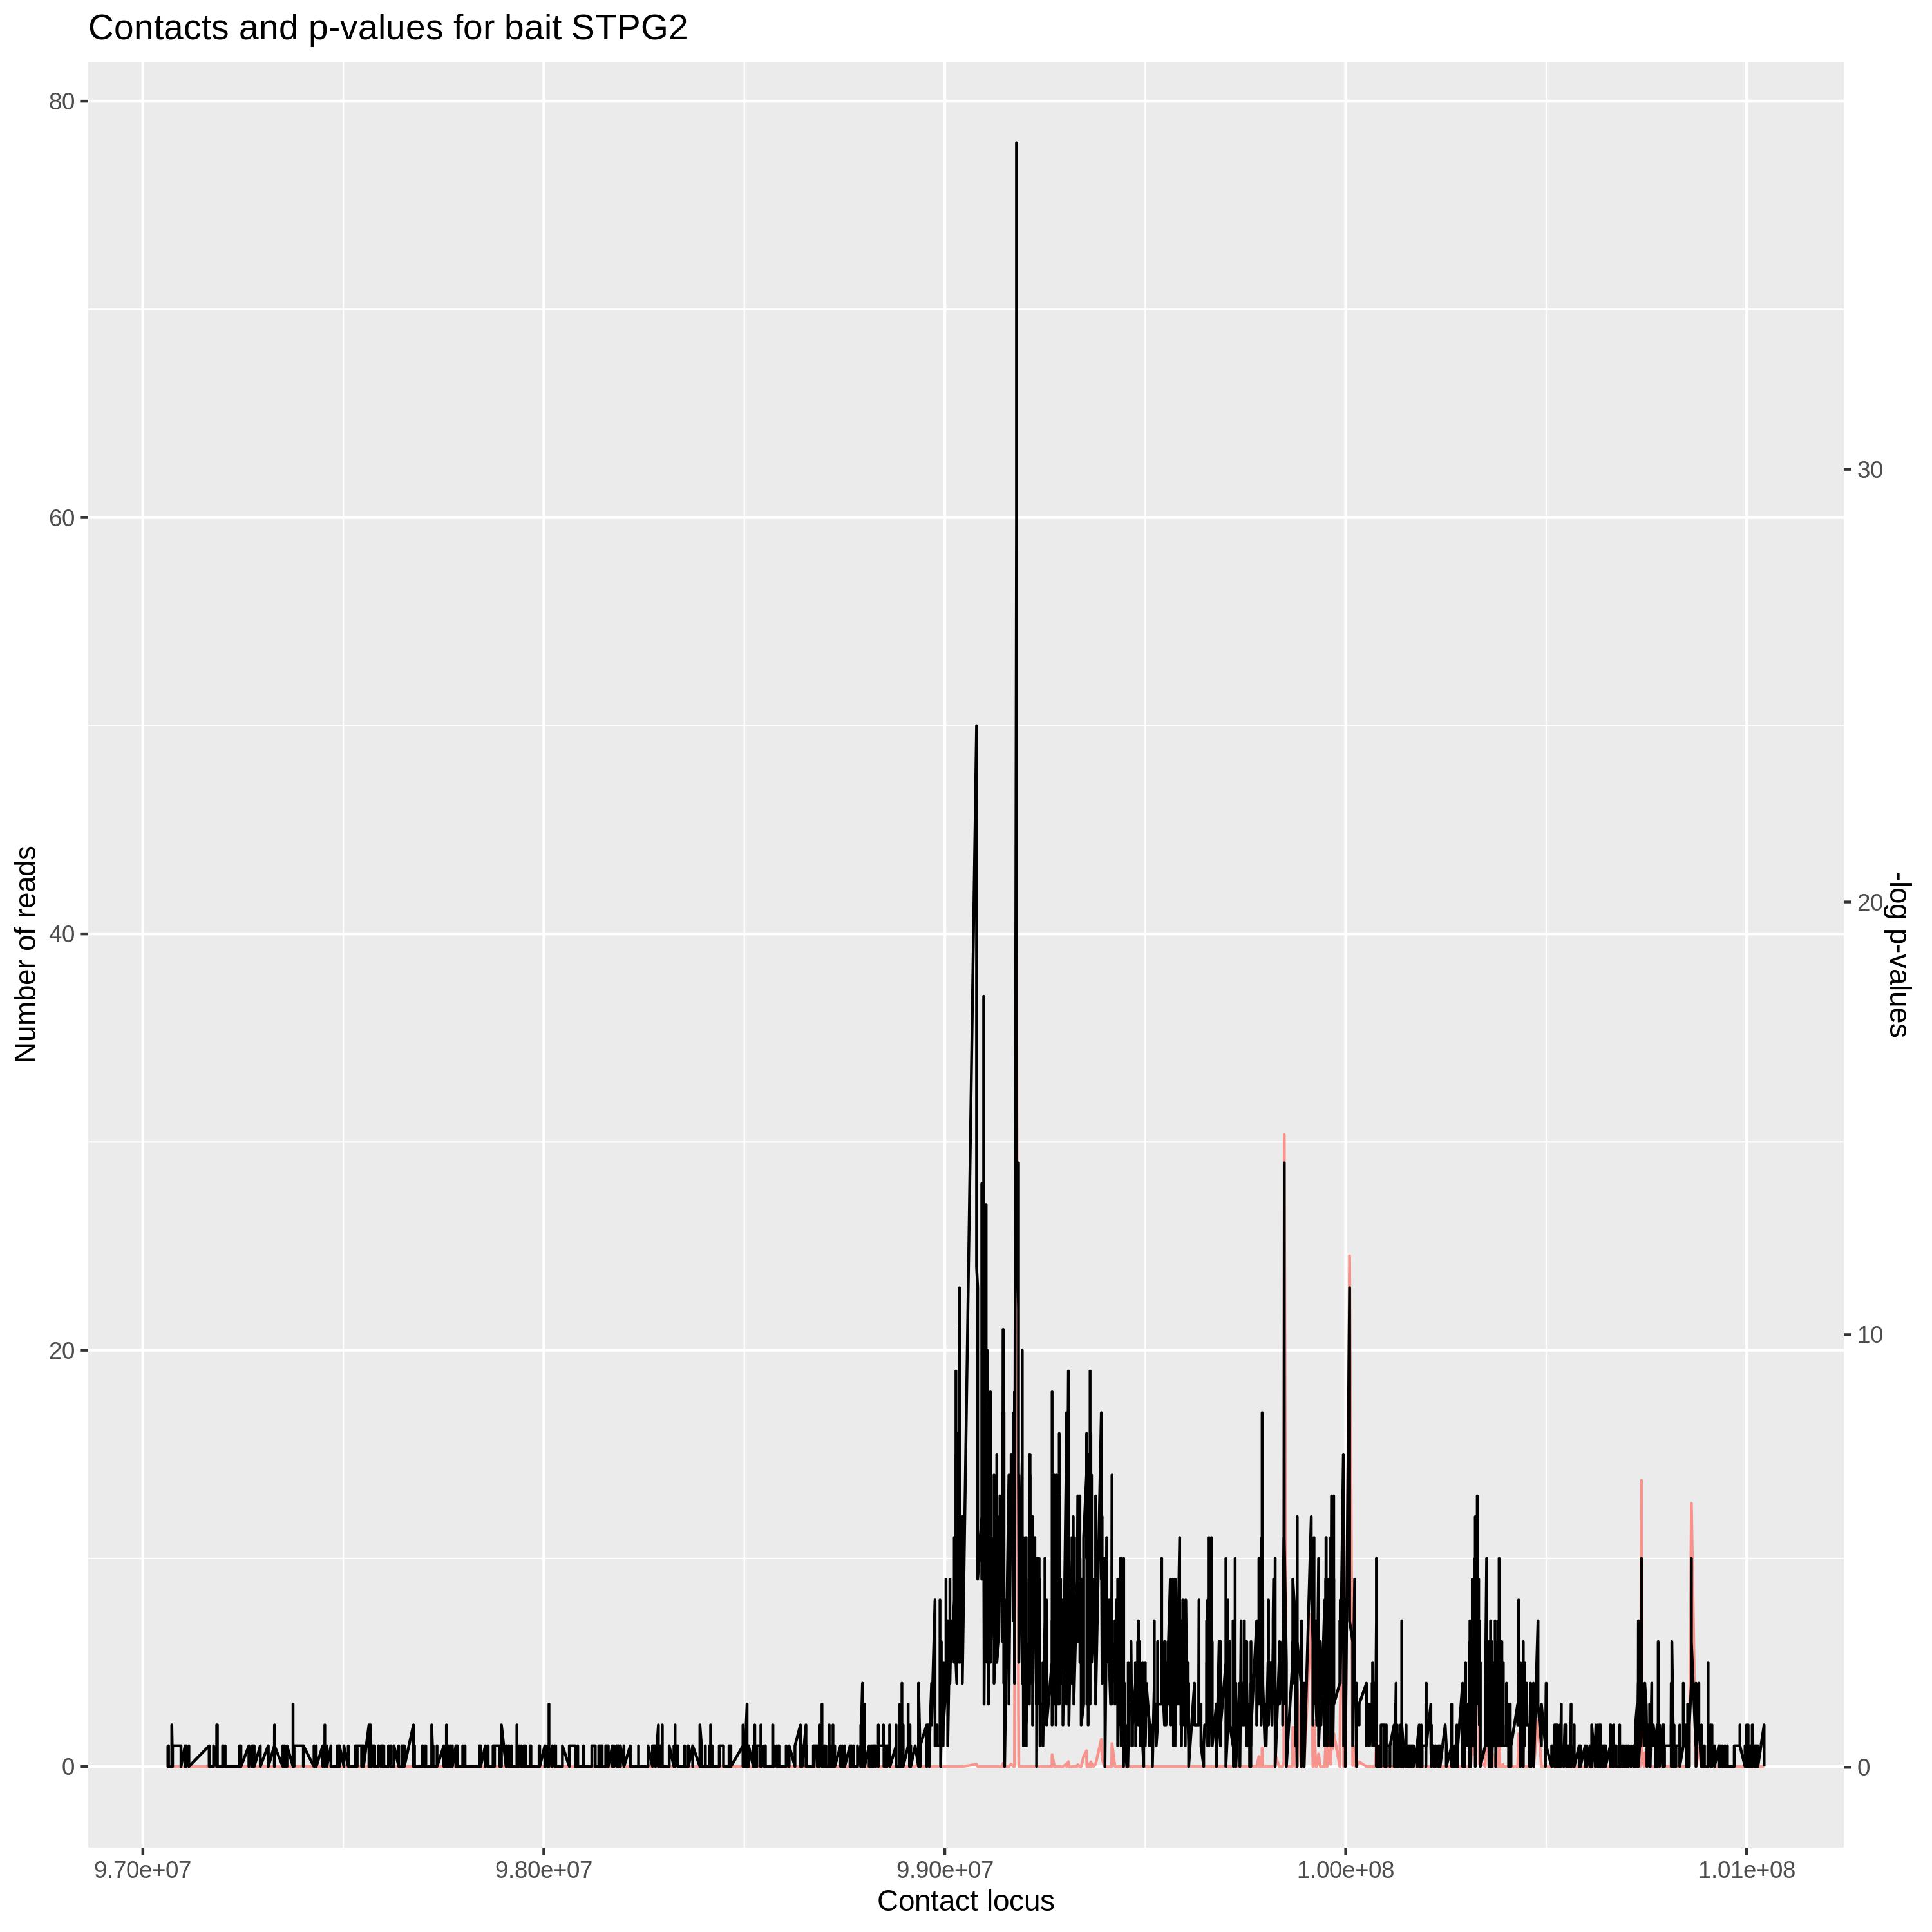 Contacts and p-values for bait STPG2
80
60
40
20
0
Number of reads
30
20
10
0
-log p-values
9.70e+07
9.80e+07
9.90e+07
1.00e+08
1.01e+08
Contact locus